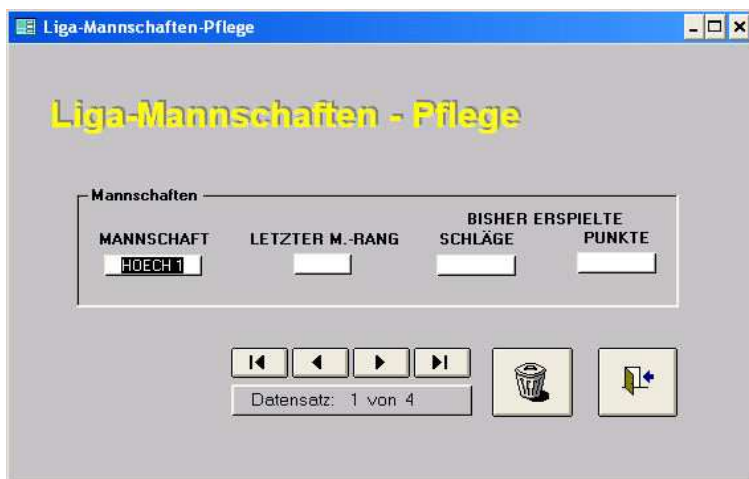 Liga-Mannschaften-Pflege
Liga-Mannschaften - Pflege
Mannschaften
BISHER ERSPIELTE
MANNSCHAFT LETZTER M.-RANG SCHLÄGE PUNKTE
HOECH 1
Datensatz: 1 von 4